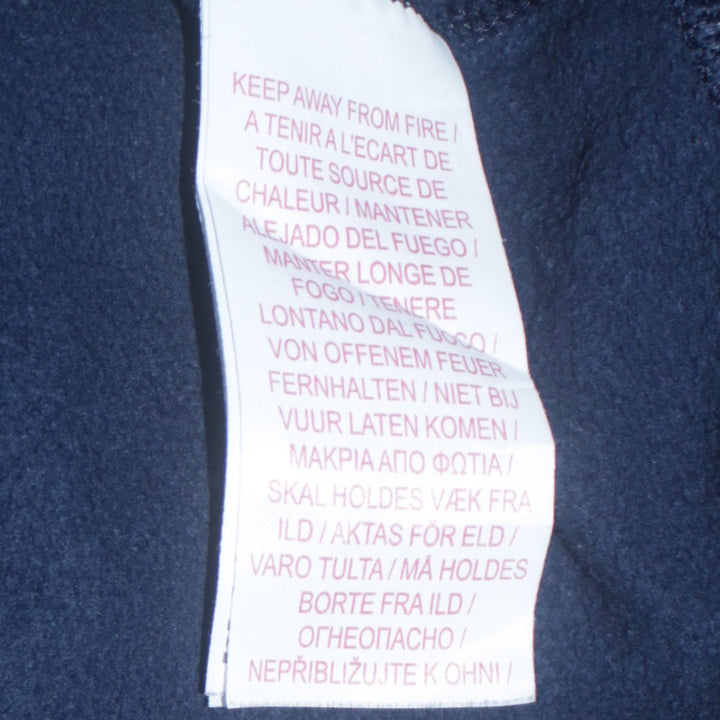 KEEP AWAY FROM FIRE /
A TENIR A L'ECART DE
TOUTE SOURCE DE
CHALEUR / MANTENER
ALEJADO DEL FUEGO /
MANTER LONGE DE
FOGO / TENERE
LONTANO DAL FUOCO /
VON OFFENEM FEUER
FERNHALTEN / NIET BIJ
VUUR LATEN KOMEN /
ΜΑΚΡΙΑ ΑΠΟ ΦΩΤΙΑ /
SKAL HOLDES VÆK FRA
ILD / AKTAS FÖR ELD /
VARO TULTA / MÅ HOLDES
BORTE FRA ILD /
ОГНЕОПАСНО /
NEPŘIBLIŽUJTE K OHNI /